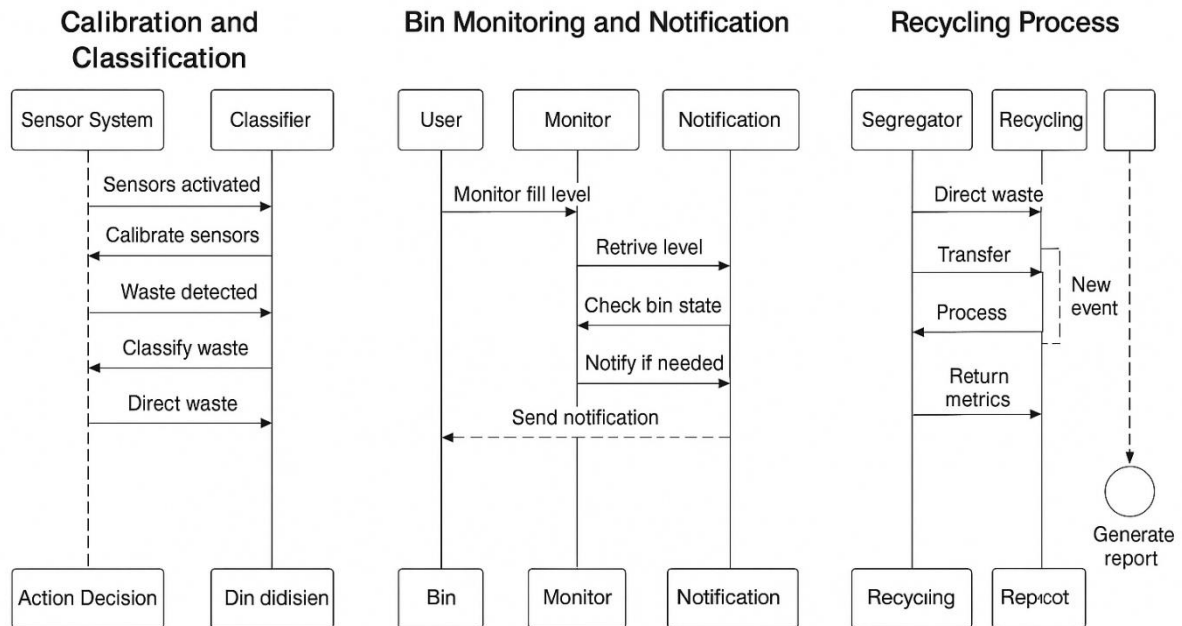 Calibration and
Classification
Sensor System
Classifier
Sensors activated
Calibrate sensors
Waste detected
Classify waste
Direct waste
Action Decision
Din didisien
Bin Monitoring and Notification
User
Monitor
Notification
Monitor fill level
Retrive level
Check bin state
Notify if needed
Send notification
Bin
Monitor
Notification
Recycling Process
Segregator
Recycling
Direct waste
Transfer
New
event
Process
Return
metrics
Generate
report
Recycling